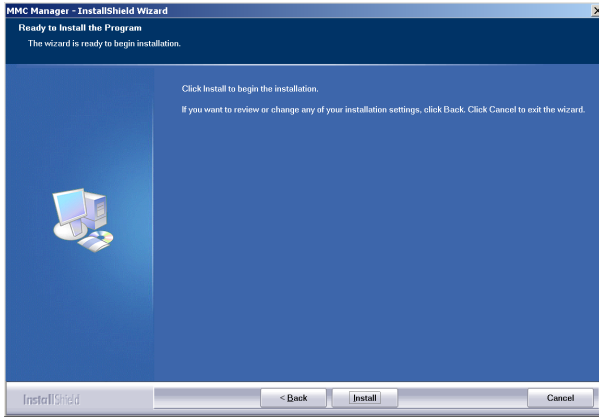 MMC Manager - InstallShield Wizard
Ready to Install the Program
The wizard is ready to begin installation.
Click Install to begin the installation.
If you want to review or change any of your installation settings, click Back. Click Cancel to exit the wizard.
InstallShield
< Back
Install
Cancel